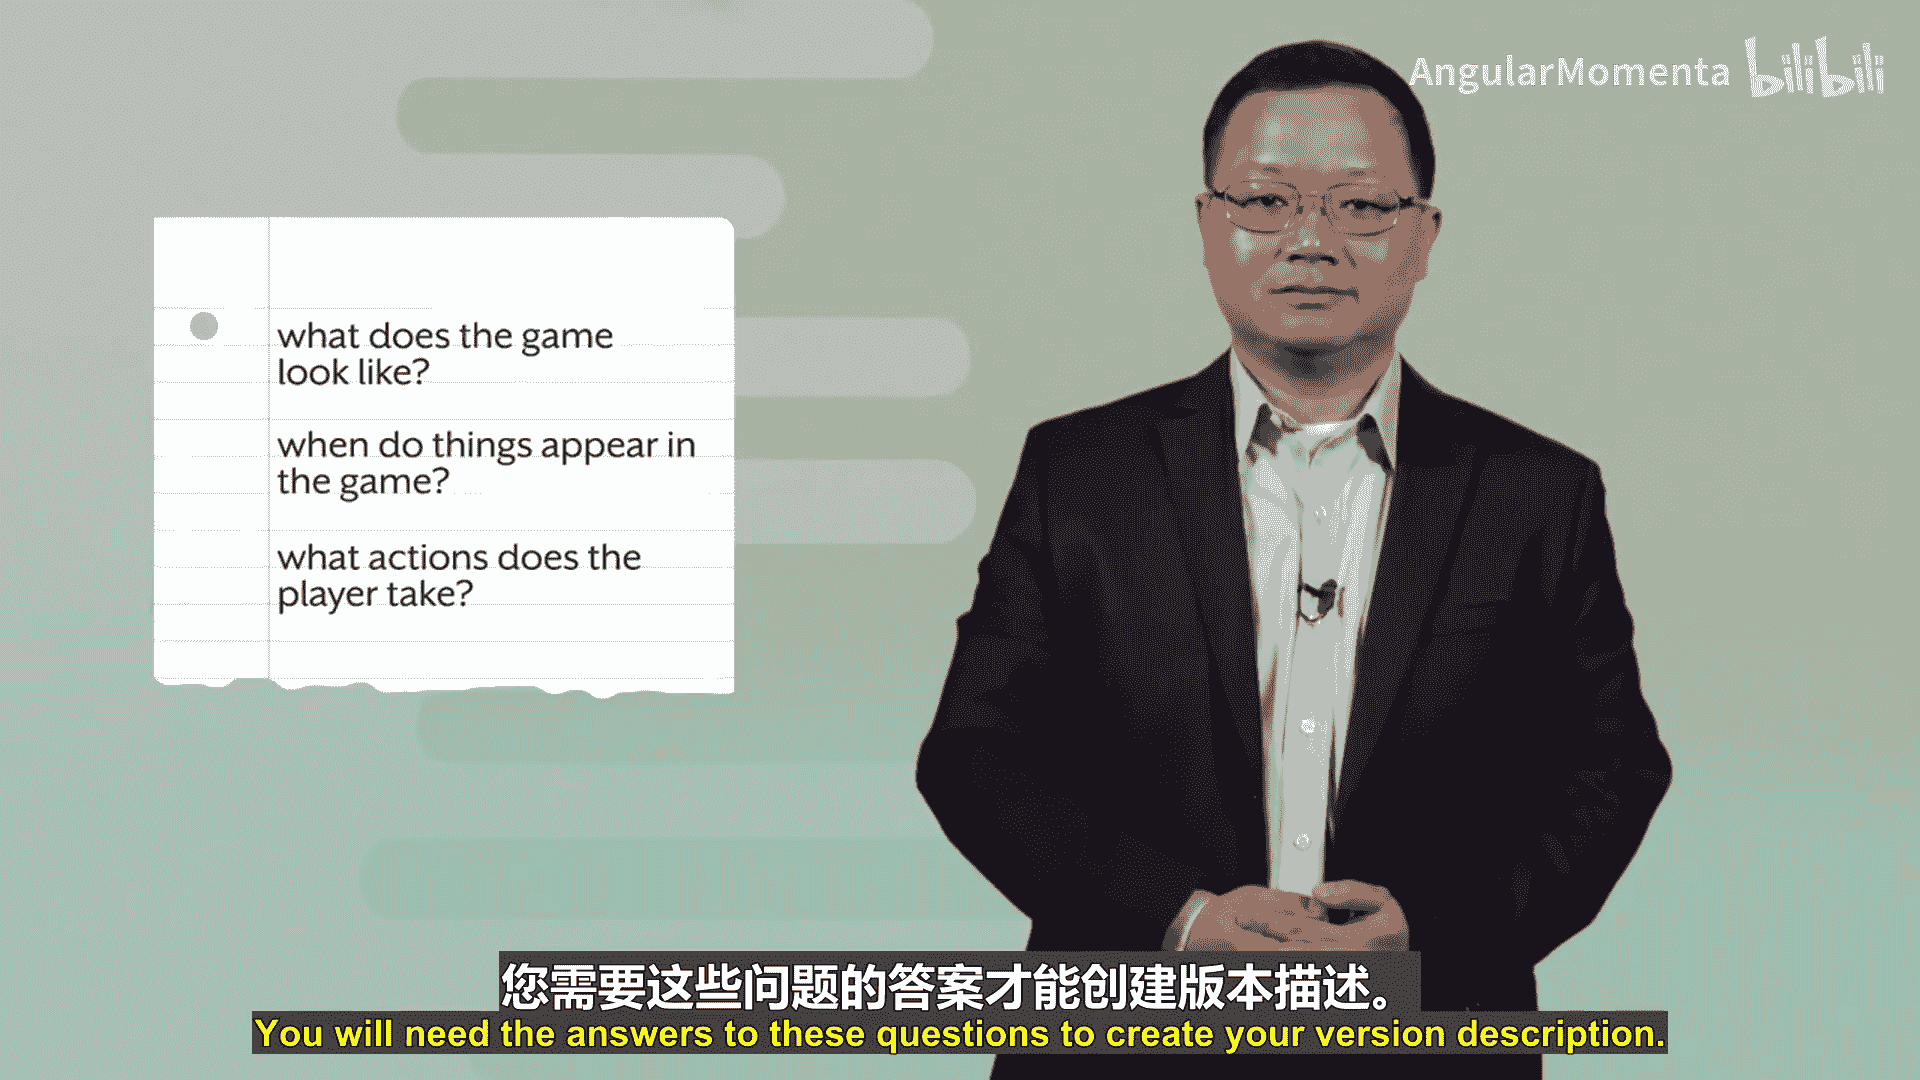 AngularMomenta bilibili
what does the game
look like?
when do things appear in
the game?
what actions does the
player take?
您需要这些问题的答案才能创建版本描述。
You will need the answers to these questions to create your version description.